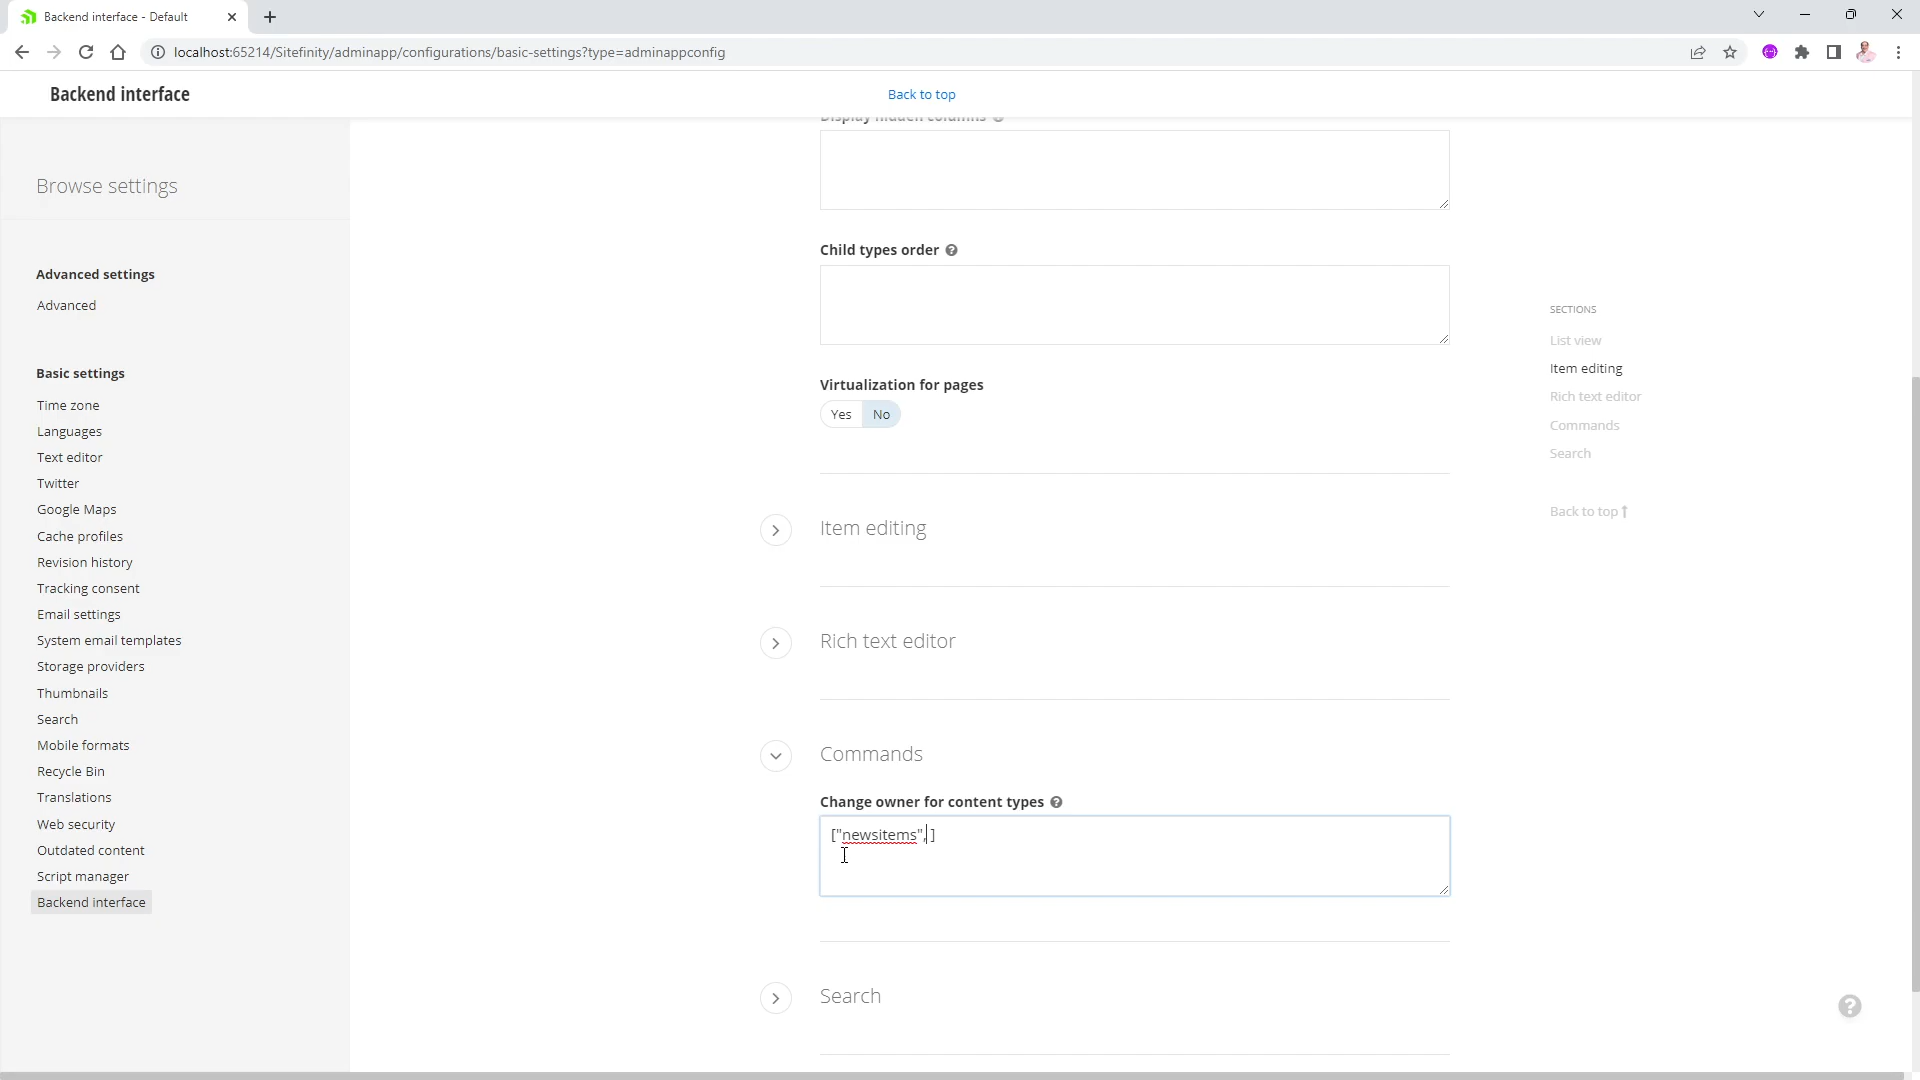 Backend interface - Default
localhost:65214/Sitefinity/adminapp/configurations/basic-settings?type=adminappconfig
Backend interface
Back to top
Display hidden columns
Browse settings
Child types order
Advanced settings
Advanced
SECTIONS
List view
Item editing
Rich text editor
Commands
Search
Back to top
Basic settings
Time zone
Languages
Text editor
Twitter
Google Maps
Cache profiles
Revision history
Tracking consent
Email settings
System email templates
Storage providers
Thumbnails
Search
Mobile formats
Recycle Bin
Translations
Web security
Outdated content
Script manager
Backend interface
Virtualization for pages
Yes No
Item editing
Rich text editor
Commands
Change owner for content types
["newsitems",]
Search